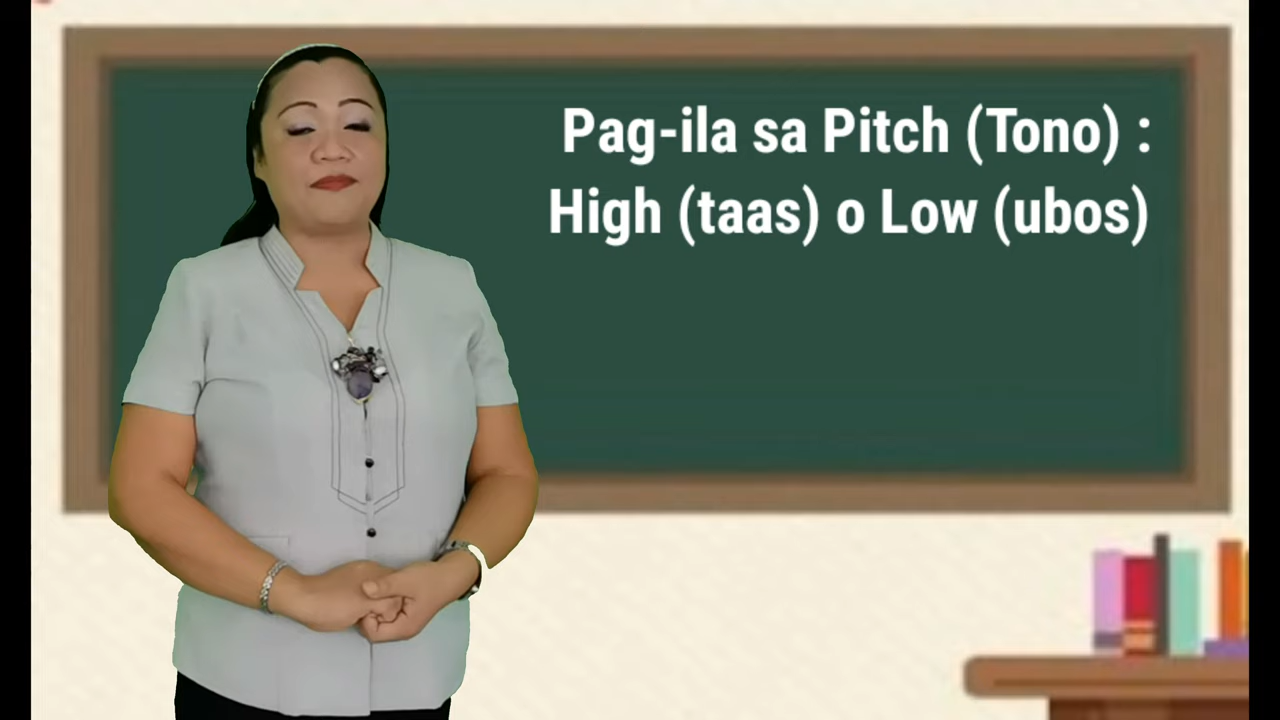 Pag-ila sa Pitch (Tono) :
High (taas) o Low (ubos)